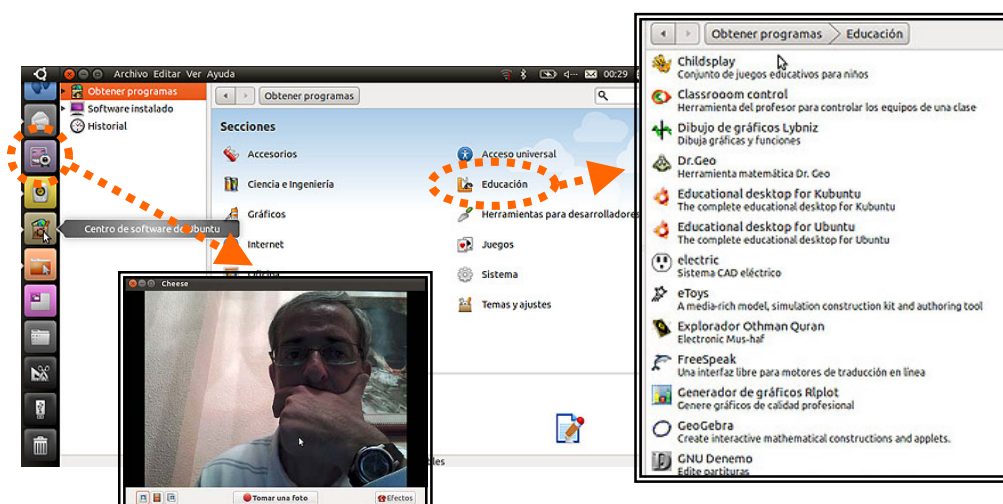 Archivo Editar Ver Ayuda
00:29
Obtener programas
Software instalado
Historial
Obtener programas
Secciones
Accesorios
Acceso universal
Ciencia e Ingeniería
Educación
Gráficos
Herramientas para desarrolladores
Internet
Juegos
Sistema
Temas y ajustes
Centro de software de Ubuntu
Cheese
Tomar una foto
Efectos
Obtener programas
Educación
Childsplay
Conjunto de juegos educativos para niños
Classrooom control
Herramienta del profesor para controlar los equipos de una clase
Dibujo de gráficos Lybniz
Dibuja gráficas y funciones
Dr.Geo
Herramienta matemática Dr. Geo
Educational desktop for Kubuntu
The complete educational desktop for Kubuntu
Educational desktop for Ubuntu
The complete educational desktop for Ubuntu
electric
Sistema CAD eléctrico
eToys
A media-rich model, simulation construction kit and authoring tool
Explorador Othman Quran
Electronic Mus-haf
FreeSpeak
Una interfaz libre para motores de traducción en línea
Generador de gráficos Rlplot
Genere gráficos de calidad profesional
GeoGebra
Create interactive mathematical constructions and applets.
GNU Denemo
Edite partituras